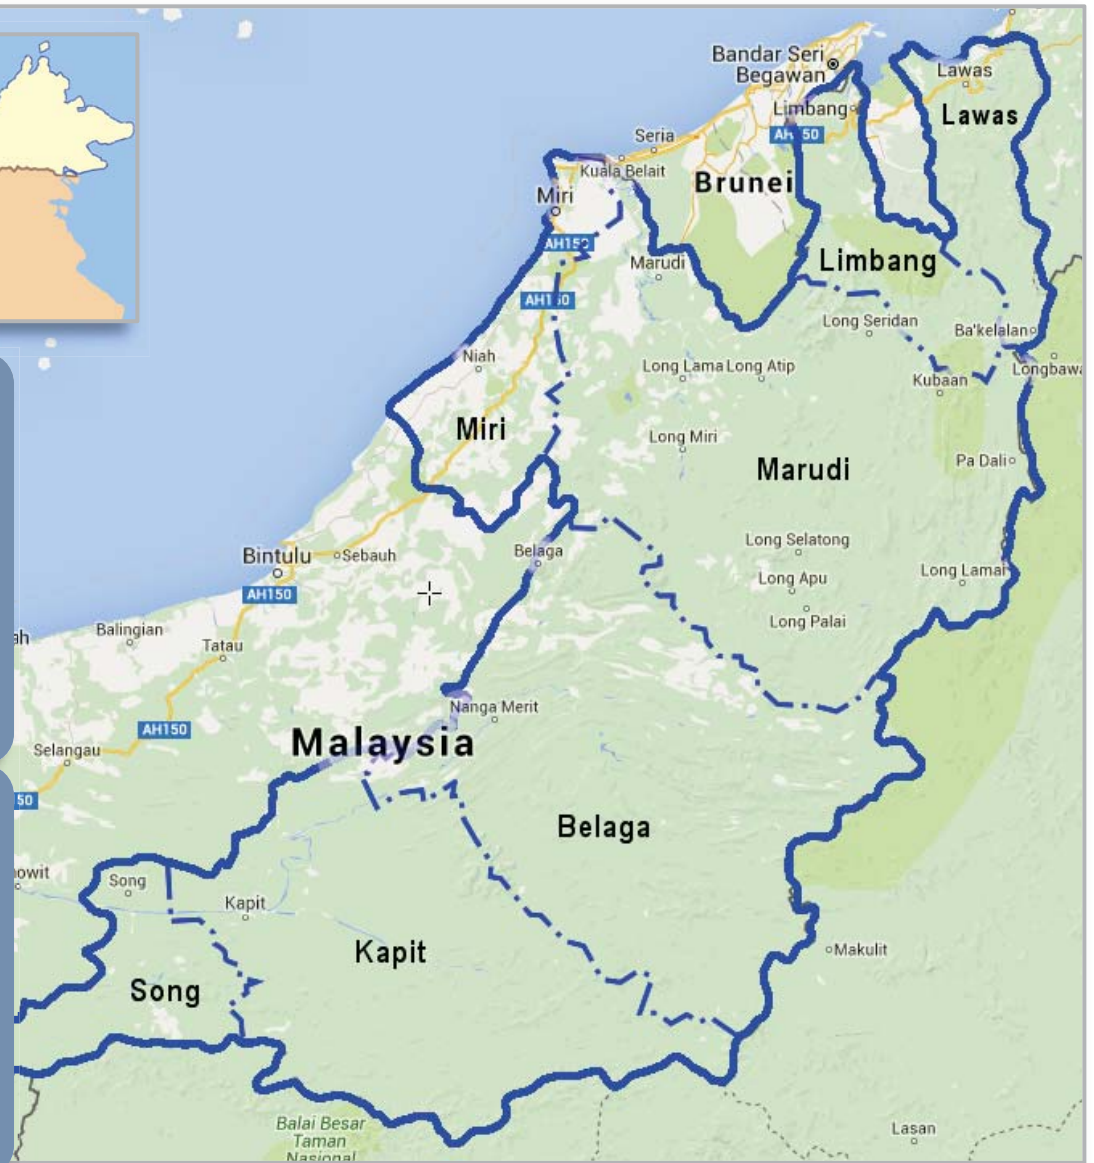 Bandar Seri
Begawan
Lawas
Limbang
Lawas
AH150
Seria
Kuala Belait
Brunei
Miri
AH150
Marudi
Limbang
AH150
Long Seridan
Ba'kelalan
Niah
Long Lama
Long Atip
Kubaan
Longbawa
Miri
Long Miri
Marudi
Pa Dali
Bintulu
Sebauh
Belaga
Long Selatong
AH150
Long Apu
Long Lamai
Long Palai
ah
Balingian
Tatau
Nanga Merit
AH150
Malaysia
Selangau
50
Belaga
owit
Song
Kapit
Kapit
Makulit
Song
Balai Besar
Taman
Nasional
Lasan